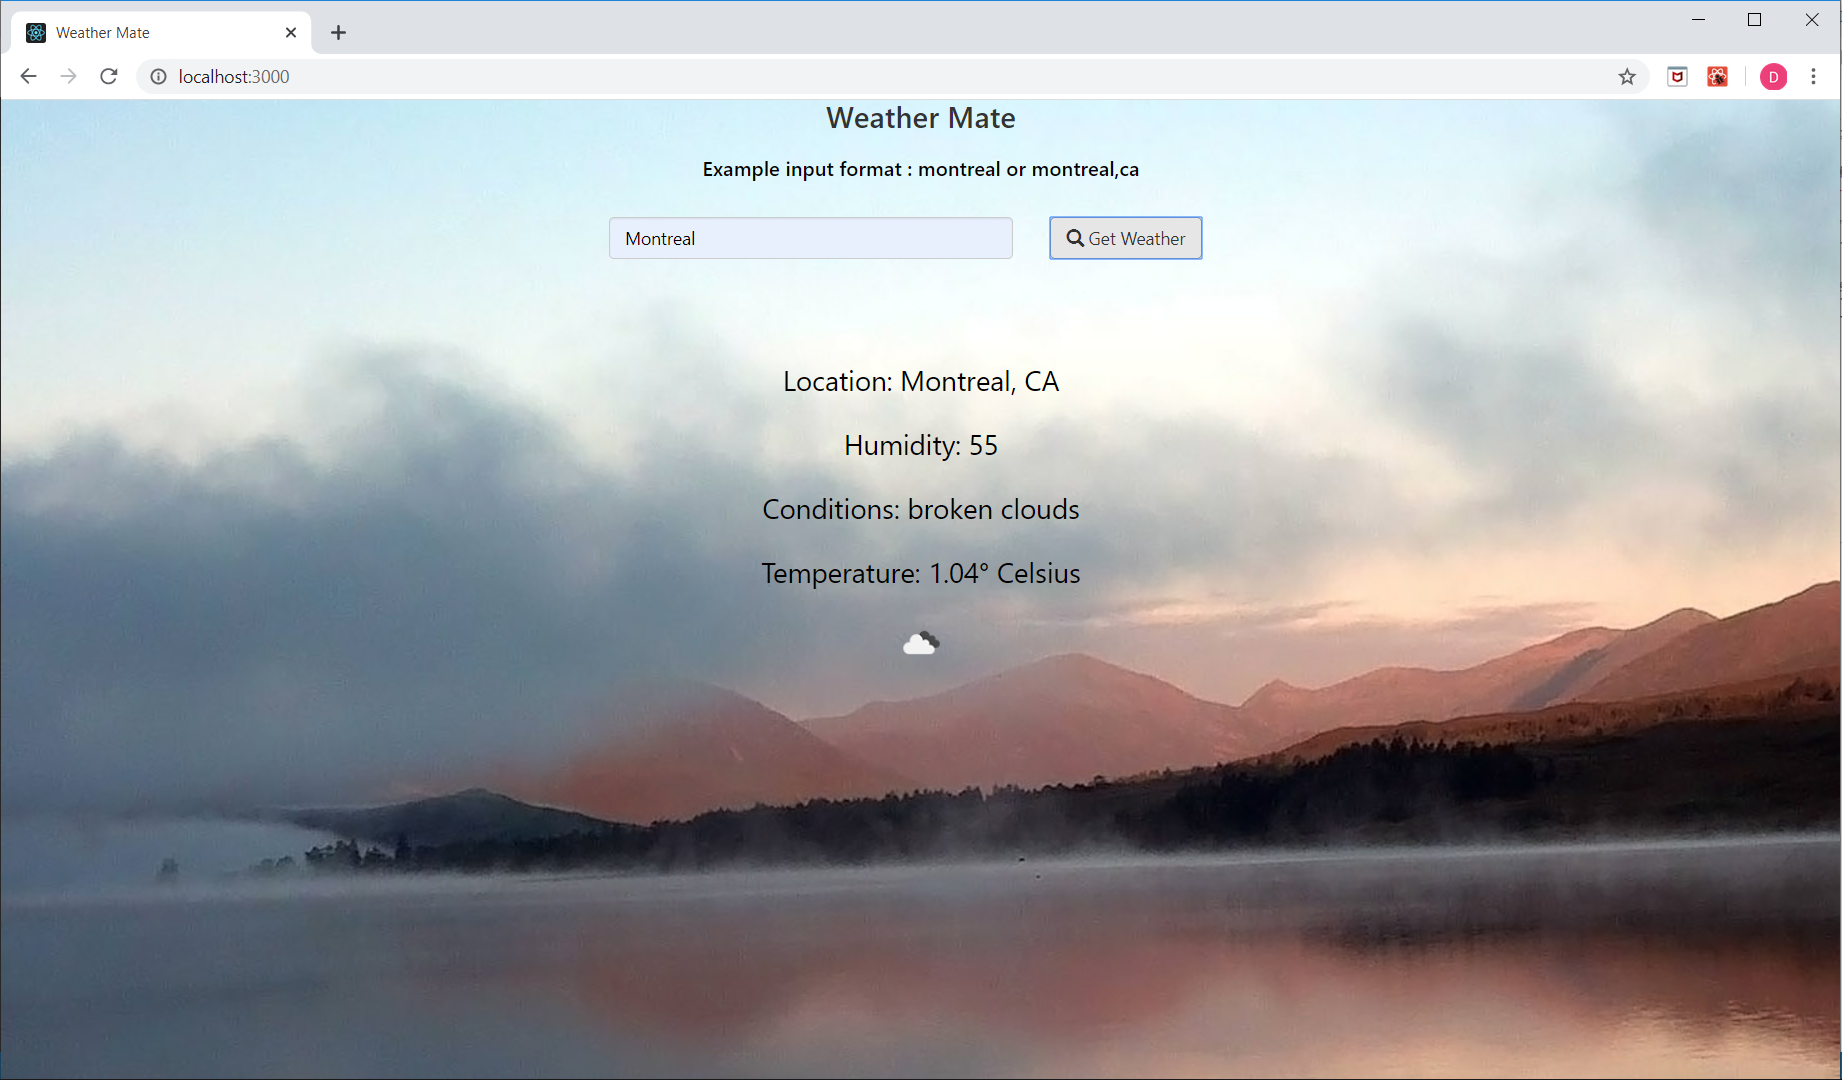 Weather Mate
localhost:3000
D
Weather Mate
Example input format : montreal or montreal,ca
Montreal
Get Weather
Location: Montreal, CA
Humidity: 55
Conditions: broken clouds
Temperature: 1.04° Celsius